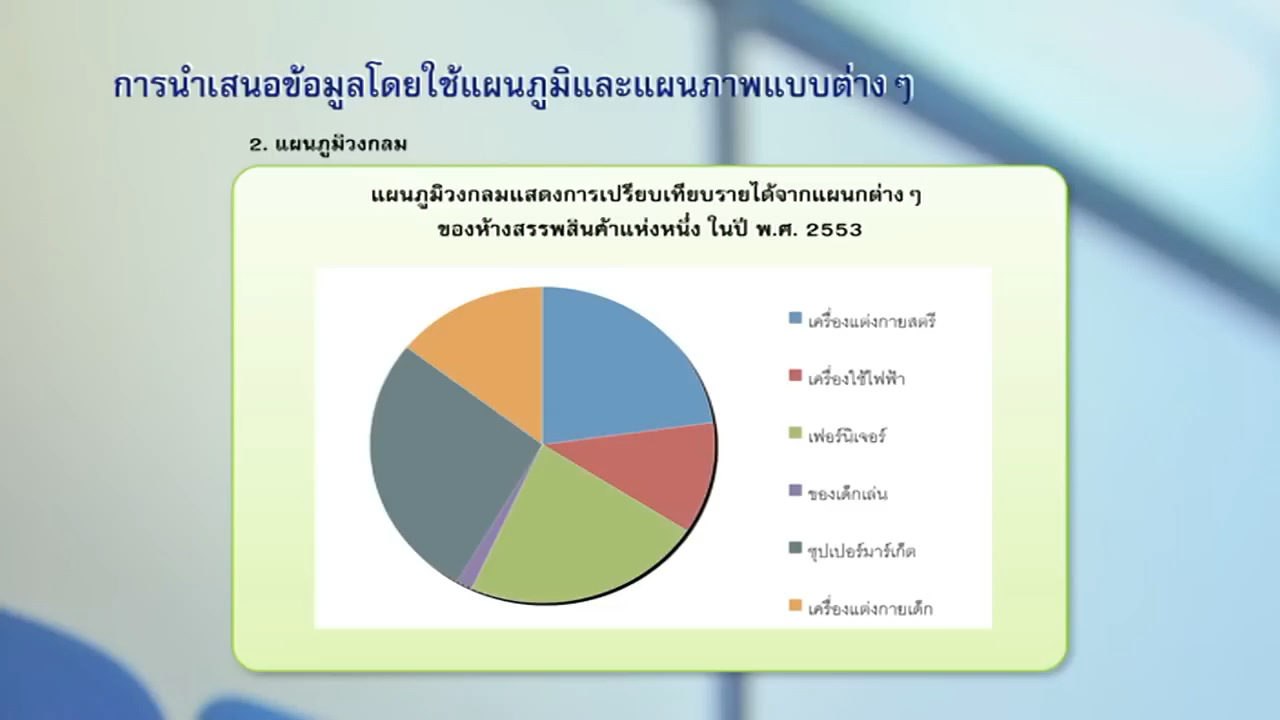 การนำเสนอข้อมูลโดยใช้แผนภูมิและแผนภาพแบบต่าง ๆ
2. แผนภูมิวงกลม
แผนภูมิวงกลมแสดงการเปรียบเทียบรายได้จากแผนกต่าง ๆ
ของห้างสรรพสินค้าแห่งหนึ่ง ในปี พ.ศ. 2553
เครื่องแต่งกายสตรี
เครื่องใช้ไฟฟ้า
เฟอร์นิเจอร์
ของเด็กเล่น
ซุปเปอร์มาร์เก็ต
เครื่องแต่งกายเด็ก